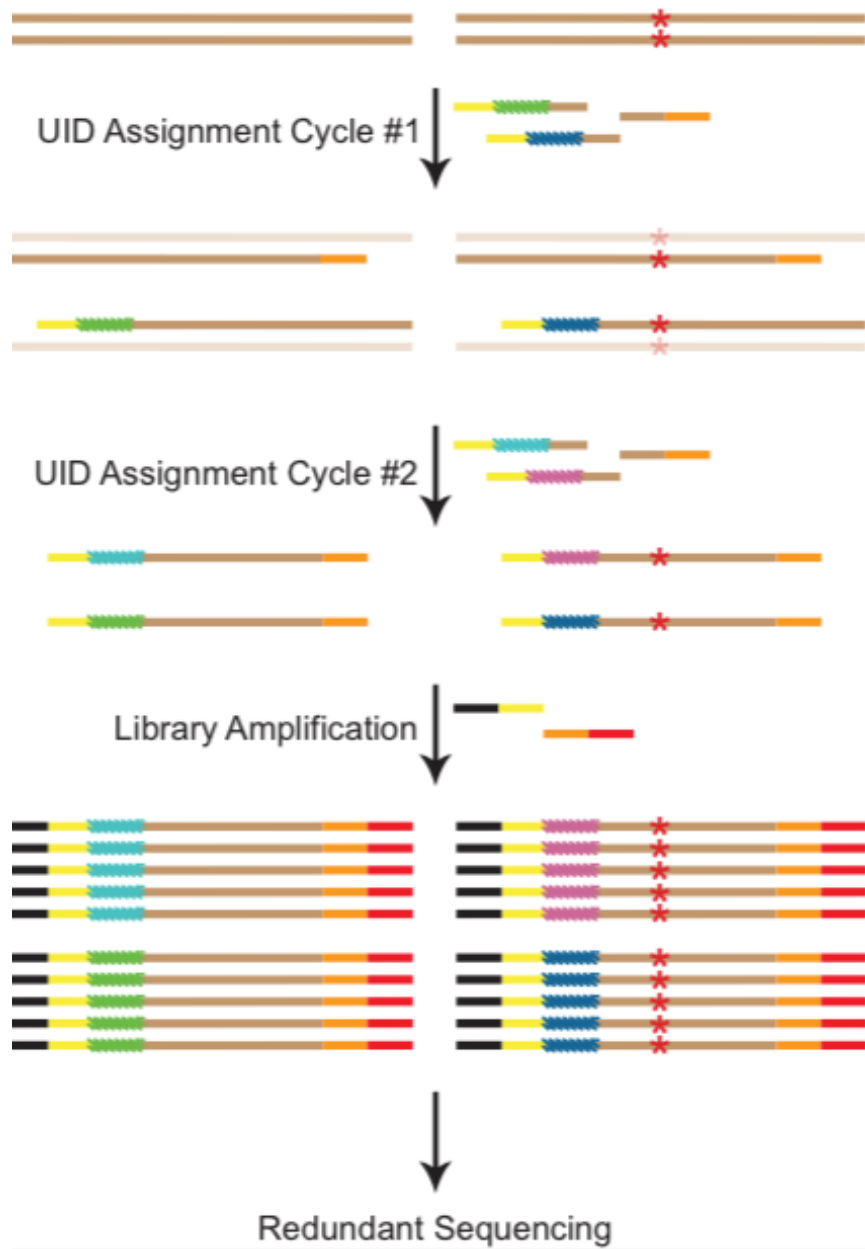 UID Assignment Cycle #1
UID Assignment Cycle #2
Library Amplification
Redundant Sequencing